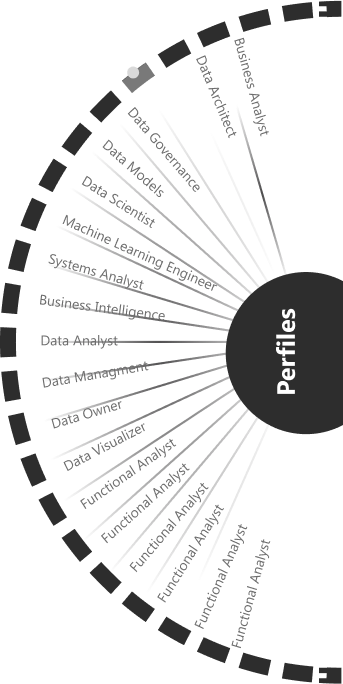 Business Analyst
Data Architect
Data Governance
Data Models
Data Scientist
Machine Learning Engineer
Systems Analyst
Business Intelligence
Data Analyst
Data Managment
Data Owner
Data Visualizer
Functional Analyst
Functional Analyst
Functional Analyst
Functional Analyst
Functional Analyst
Functional Analyst
Perfiles